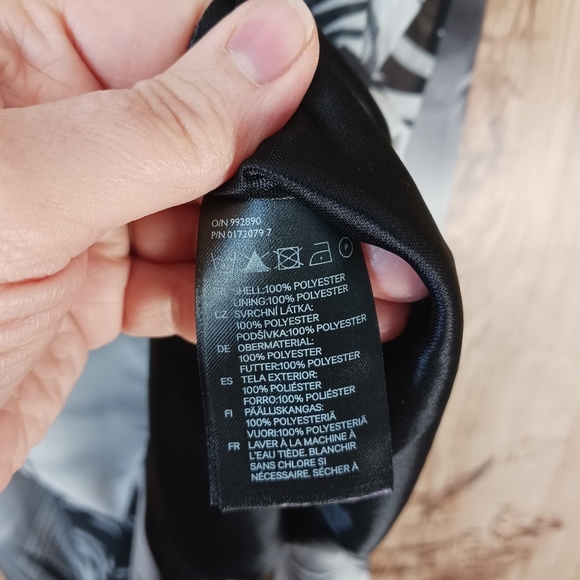 O/N 992890
P/N 0172079 7
SHELL:100% POLYESTER
LINING:100% POLYESTER
CZ SVRCHNÍ LÁTKA:
100% POLYESTER
PODŠÍVKA:100% POLYESTER
DE OBERMATERIAL:
100% POLYESTER
FUTTER:100% POLYESTER
ES TELA EXTERIOR:
100% POLIÉSTER
FORRO:100% POLIÉSTER
FI PÄÄLLISKANGAS:
100% POLYESTERIÄ
VUORI:100% POLYESTERIÄ
FR LAVER À LA MACHINE À
L'EAU TIÈDE. BLANCHIR
SANS CHLORE SI
NÉCESSAIRE. SÉCHER À